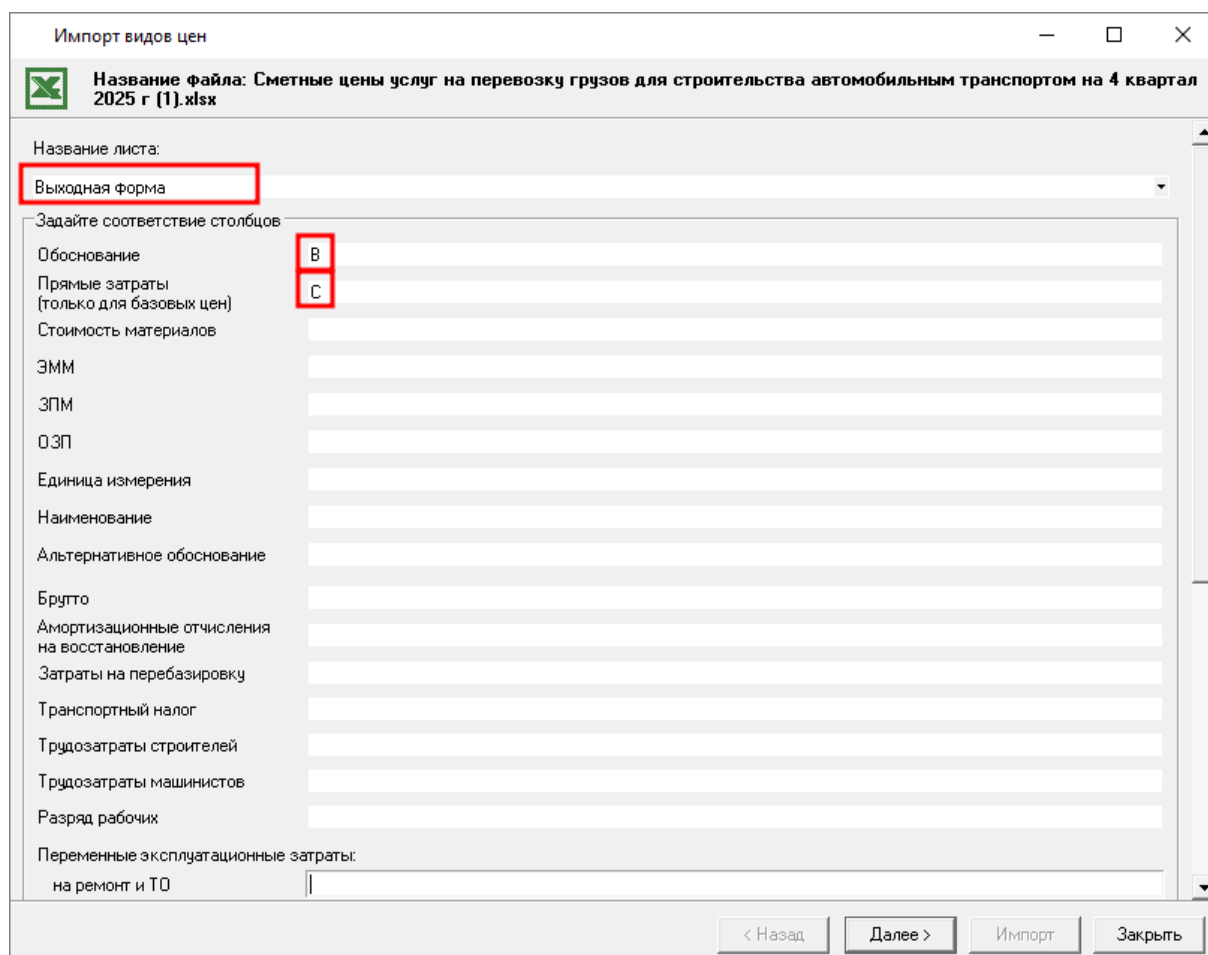 Импорт видов цен
Название файла: Сметные цены услуг на перевозку грузов для строительства автомобильным транспортом на 4 квартал
2025 г (1).xlsx
Название листа:
Выходная форма
Задайте соответствие столбцов
Обоснование B
Прямые затраты
(только для базовых цен) C
Стоимость материалов
ЭММ
ЗПМ
ОЗП
Единица измерения
Наименование
Альтернативное обоснование
Брутто
Амортизационные отчисления
на восстановление
Затраты на перебазировку
Транспортный налог
Трудозатраты строителей
Трудозатраты машинистов
Разряд рабочих
Переменные эксплуатационные затраты:
на ремонт и ТО
< Назад Далее > Импорт Закрыть